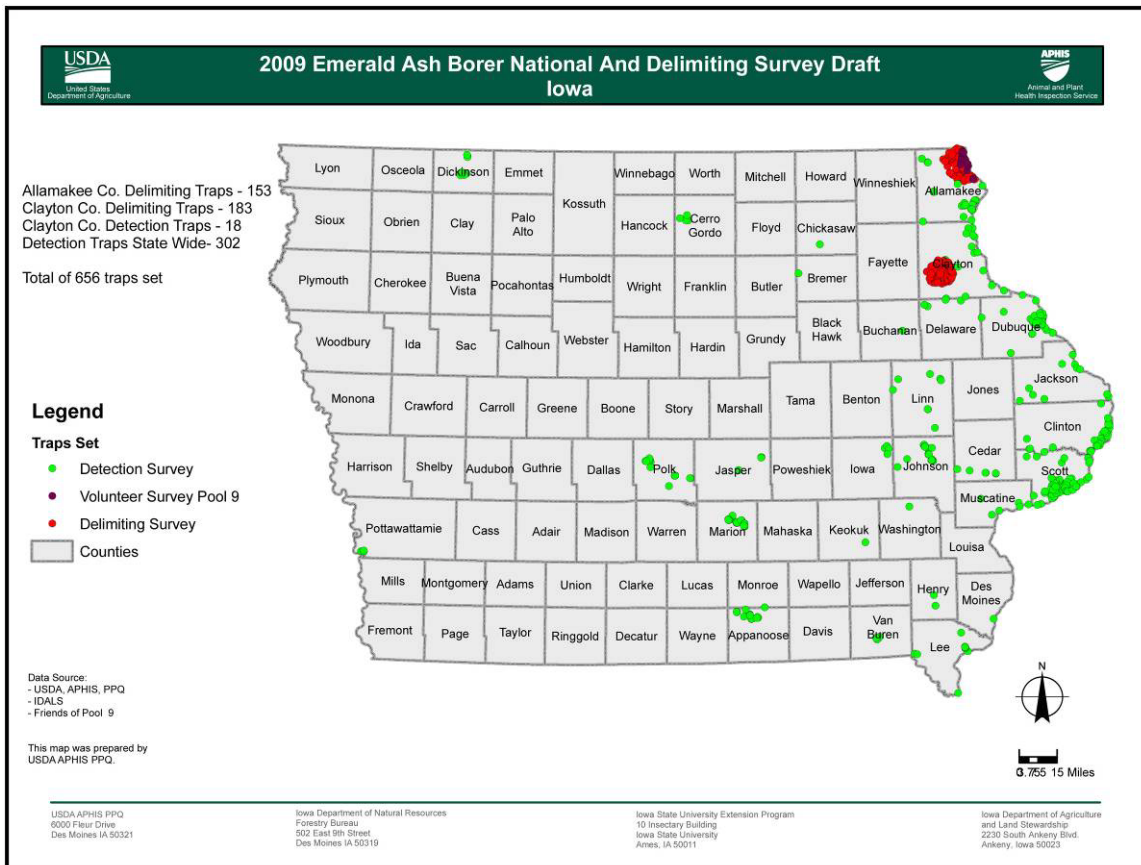 USDA
United States
Department of Agriculture
2009 Emerald Ash Borer National And Delimiting Survey Draft
Iowa
APHIS
Animal and Plant
Health Inspection Service
Allamakee Co. Delimiting Traps - 153
Clayton Co. Delimiting Traps - 183
Clayton Co. Detection Traps - 18
Detection Traps State Wide- 302
Total of 656 traps set
Lyon
Osceola
Dickinson
Emmet
Kossuth
Winnebago
Worth
Mitchell
Howard
Winneshiek
Allamakee
Sioux
Obrien
Clay
Palo
Alto
Hancock
Cerro
Gordo
Floyd
Chickasaw
Fayette
Clayton
Plymouth
Cherokee
Buena
Vista
Pocahontas
Humboldt
Wright
Franklin
Butler
Bremer
Woodbury
Ida
Sac
Calhoun
Webster
Hamilton
Hardin
Grundy
Black
Hawk
Buchanan
Delaware
Dubuque
Monona
Crawford
Carroll
Greene
Boone
Story
Marshall
Tama
Benton
Linn
Jones
Jackson
Clinton
Harrison
Shelby
Audubon
Guthrie
Dallas
Polk
Jasper
Poweshiek
Iowa
Johnson
Cedar
Scott
Muscatine
Pottawattamie
Cass
Adair
Madison
Warren
Marion
Mahaska
Keokuk
Washington
Louisa
Mills
Montgomery
Adams
Union
Clarke
Lucas
Monroe
Wapello
Jefferson
Henry
Des
Moines
Fremont
Page
Taylor
Ringgold
Decatur
Wayne
Appanoose
Davis
Van
Buren
Lee
Legend
Traps Set
Detection Survey
Volunteer Survey Pool 9
Delimiting Survey
Counties
Data Source:
- USDA, APHIS, PPQ
- IDALS
- Friends of Pool 9
This map was prepared by
USDA APHIS PPQ.
N
15 Miles
USDA APHIS PPQ
6000 Fleur Drive
Des Moines IA 50321
Iowa Department of Natural Resources
Forestry Bureau
502 East 9th Street
Des Moines IA 50319
Iowa State University Extension Program
10 Insectary Building
Iowa State University
Ames, IA 50011
Iowa Department of Agriculture
and Land Stewardship
2230 South Ankeny Blvd.
Ankeny, Iowa 50023